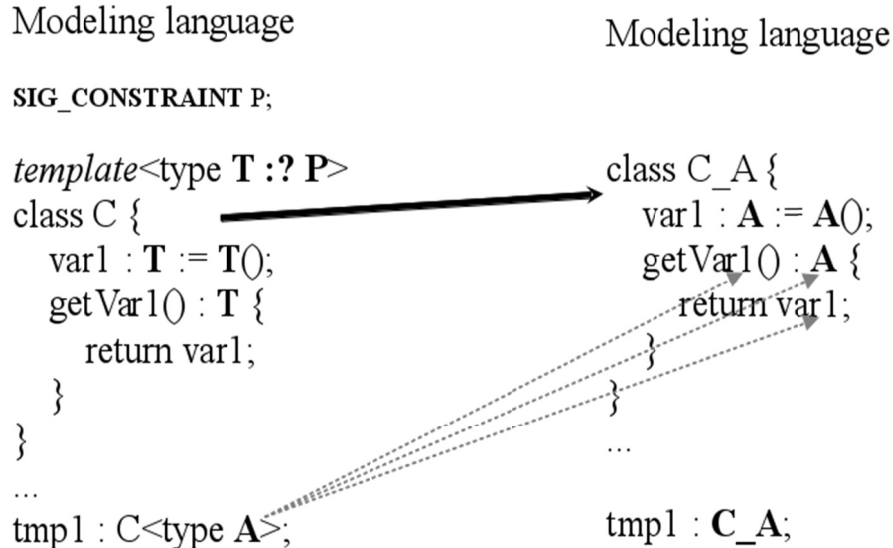 Modeling language
SIG_CONSTRAINT P;
template<type T :? P>
class C {
var1 : T := T();
getVar1() : T {
return var1;
}
}
...
tmp1 : C<type A>;
Modeling language
class C_A {
var1 : A := A();
getVar1() : A {
return var1;
}
}
...
tmp1 : C_A;